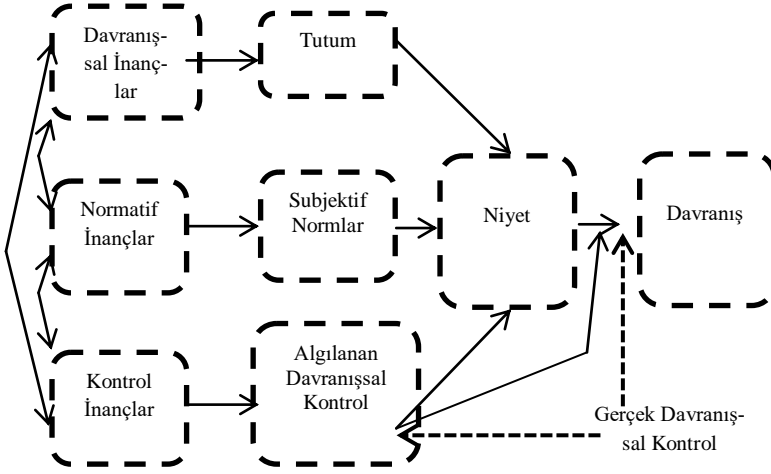 Davranış-
sal İnanç-
lar
Tutum
Normatif
İnançlar
Subjektif
Normlar
Niyet
Davranış
Kontrol
İnançlar
Algılanan
Davranışsal
Kontrol
Gerçek Davranış-
sal Kontrol